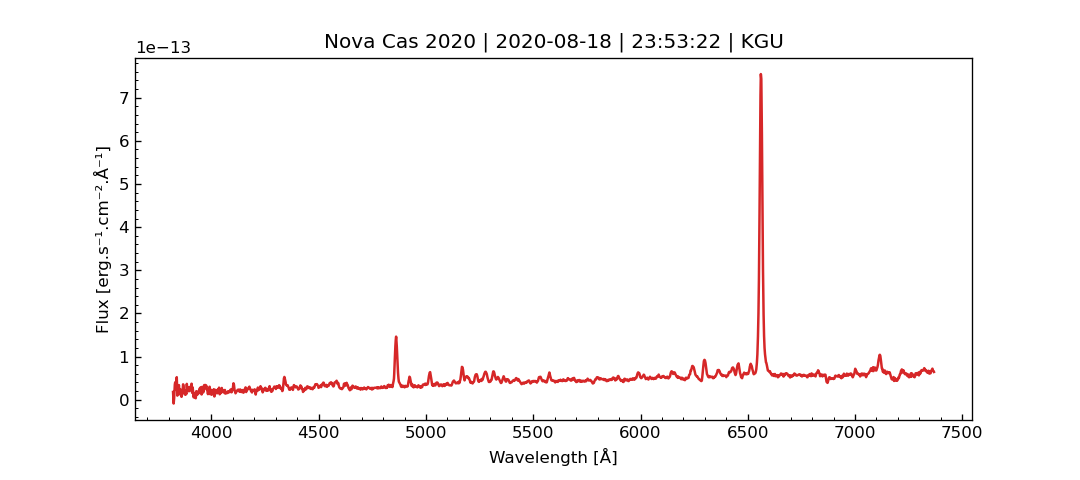 Nova Cas 2020 | 2020-08-18 | 23:53:22 | KGU
1e−13
7
6
5
4
3
2
1
0
Flux [erg.s⁻¹.cm⁻².Å⁻¹]
4000 4500 5000 5500 6000 6500 7000 7500
Wavelength [Å]